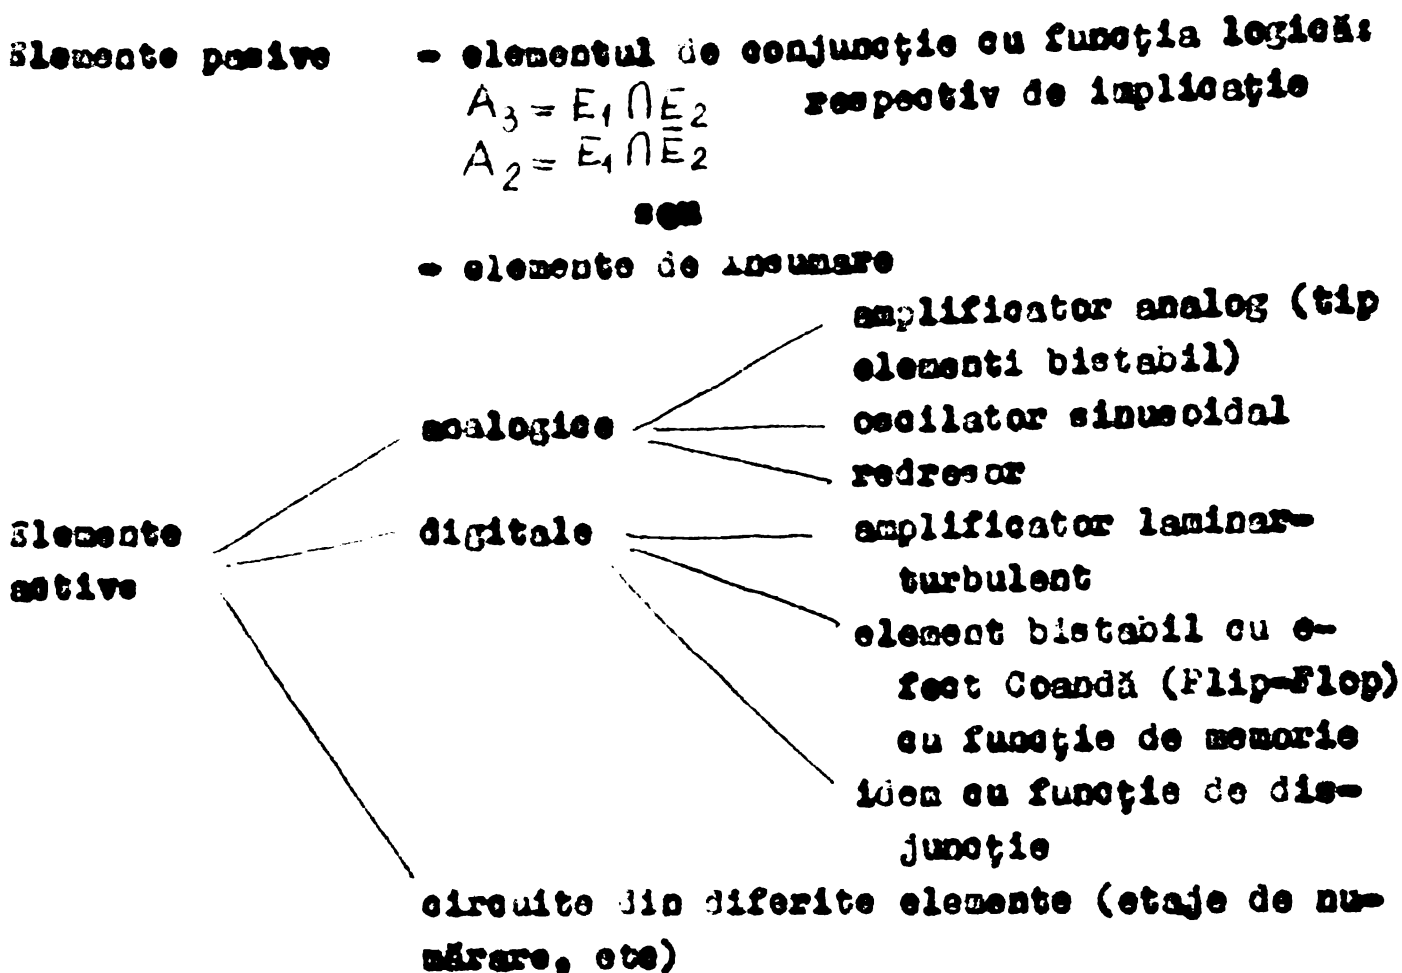 Elemente pasive - elementul de conjuncție cu funcția logică:
A₃ = E₁ ∩ E₂ respectiv de implicație
A₂ = E̅₁ ∩ E̅₂
sau
- elemente de însumare
amplificator analog (tip
elementi bistabil)
analogice
oscilator sinusoidal
redresor
Elemente
active
digitale
amplificator laminar-
turbulent
element bistabil cu e-
fect Coandă (Flip-Flop)
cu funcție de memorie
idem cu funcție de dis-
juncție
circuite din diferite elemente (etaje de nu-
mărare, etc)